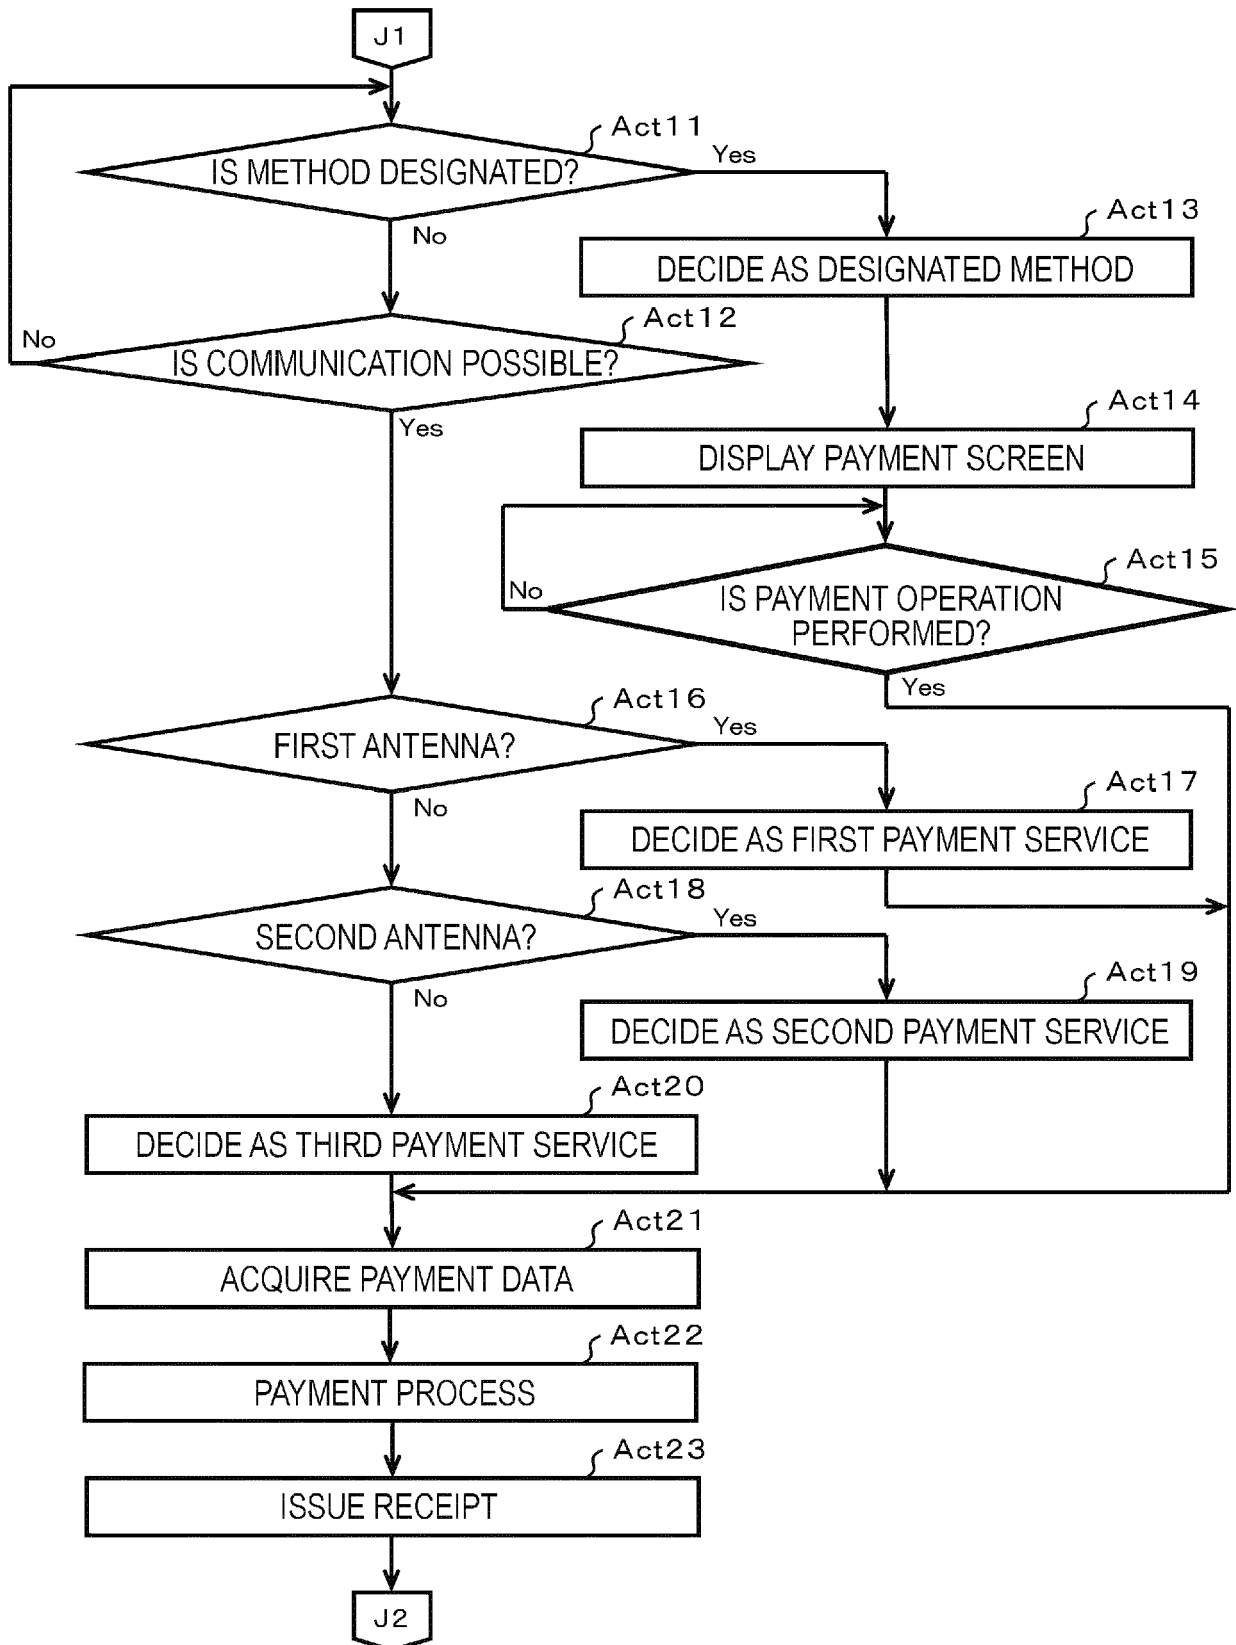 J1
Act11
IS METHOD DESIGNATED?
Yes
No
Act13
DECIDE AS DESIGNATED METHOD
Act12
IS COMMUNICATION POSSIBLE?
No
Yes
Act14
DISPLAY PAYMENT SCREEN
Act15
IS PAYMENT OPERATION
PERFORMED?
No
Yes
Act16
FIRST ANTENNA?
Yes
No
Act17
DECIDE AS FIRST PAYMENT SERVICE
Act18
SECOND ANTENNA?
Yes
No
Act19
DECIDE AS SECOND PAYMENT SERVICE
Act20
DECIDE AS THIRD PAYMENT SERVICE
Act21
ACQUIRE PAYMENT DATA
Act22
PAYMENT PROCESS
Act23
ISSUE RECEIPT
J2